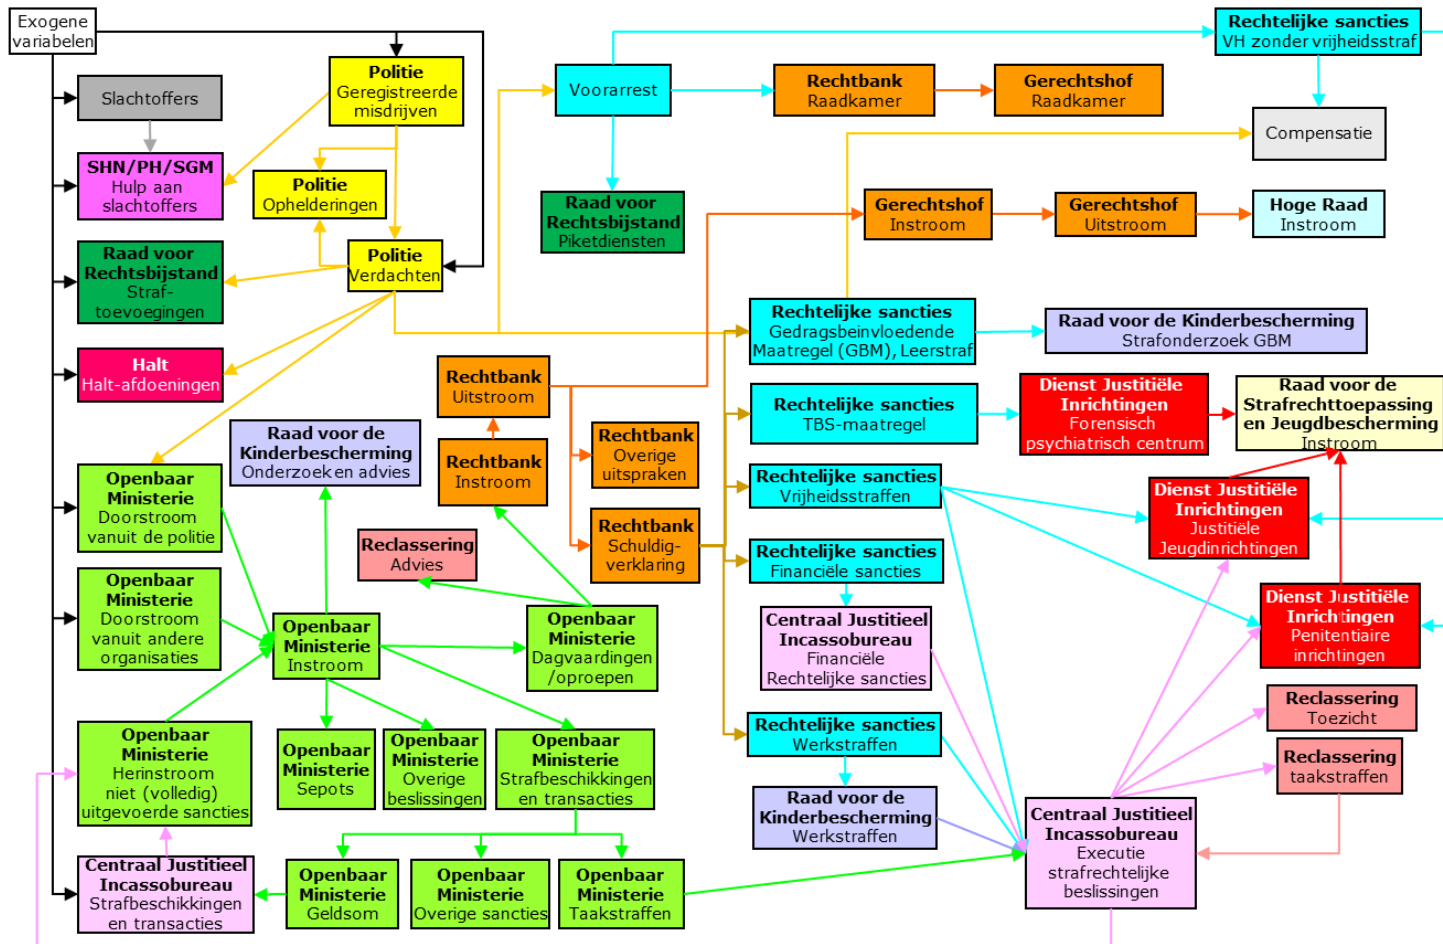 Exogene
variabelen
Slachtoffers
SHN/PH/SGM
Hulp aan
slachtoffers
Raad voor
Rechtsbijstand
Straf-
toevoegingen
Halt
Halt-afdoeningen
Politie
Geregistreerde
misdrijven
Politie
Ophelderingen
Politie
Verdachten
Voorarrest
Raad voor
Rechtsbijstand
Piketdiensten
Rechtbank
Raadkamer
Gerechtshof
Raadkamer
Rechtelijke sancties
VH zonder vrijheidsstraf
Compensatie
Gerechtshof
Instroom
Gerechtshof
Uitstroom
Hoge Raad
Instroom
Rechtelijke sancties
Gedragsbeinvloedende
Maatregel (GBM), Leerstraf
Raad voor de Kinderbescherming
Strafonderzoek GBM
Rechtbank
Uitstroom
Rechtbank
Instroom
Rechtbank
Overige
uitspraken
Rechtbank
Schuldig-
verklaring
Rechtelijke sancties
TBS-maatregel
Dienst Justitiële
Inrichtingen
Forensisch
psychiatrisch centrum
Raad voor de
Strafrechttoepassing
en Jeugdbescherming
Instroom
Raad voor de
Kinderbescherming
Onderzoek en advies
Openbaar
Ministerie
Doorstroom
vanuit de politie
Reclassering
Advies
Rechtelijke sancties
Vrijheidsstraffen
Dienst Justitiële
Inrichtingen
Justitiële
Jeugdinrichtingen
Rechtelijke sancties
Financiële sancties
Openbaar
Ministerie
Doorstroom
vanuit andere
organisaties
Openbaar
Ministerie
Instroom
Openbaar
Ministerie
Dagvaardingen
/oproepen
Centraal Justitieel
Incassobureau
Financiële
Rechtelijke sancties
Dienst Justitiële
Inrichtingen
Penitentiaire
inrichtingen
Reclassering
Toezicht
Openbaar
Ministerie
Herinstroom
niet (volledig)
uitgevoerde sancties
Openbaar
Ministerie
Sepots
Openbaar
Ministerie
Overige
beslissingen
Openbaar
Ministerie
Strafbeschikkingen
en transacties
Rechtelijke sancties
Werkstraffen
Reclassering
taakstraffen
Raad voor de
Kinderbescherming
Werkstraffen
Centraal Justitieel
Incassobureau
Executie
strafrechtelijke
beslissingen
Centraal Justitieel
Incassobureau
Strafbeschikkingen
en transacties
Openbaar
Ministerie
Geldsom
Openbaar
Ministerie
Overige sancties
Openbaar
Ministerie
Taakstraffen